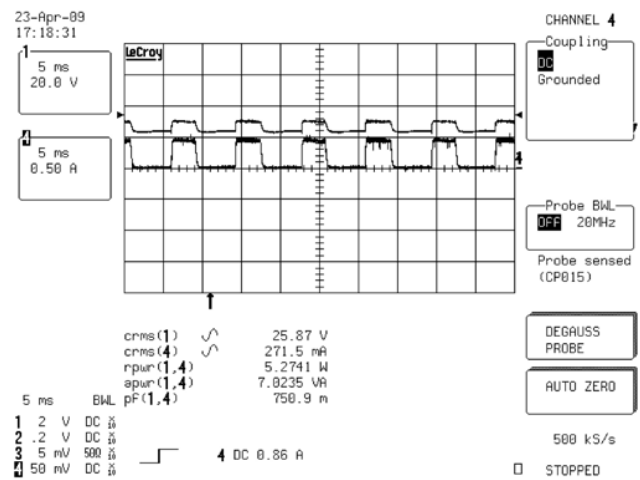 23-Apr-09
17:18:31
CHANNEL 4
1
5 ms
20.0 V
LeCroy
Coupling
DC
Grounded
4
5 ms
0.50 A
4
Probe BWL
OFF 20MHz
Probe sensed
(CP015)
crms(1) 25.87 V
crms(4) 271.5 mA
rpwr(1,4) 5.2741 W
apwr(1,4) 7.0235 VA
pf(1,4) 750.9 m
DEGAUSS
PROBE
AUTO ZERO
5 ms BWL
1 2 V DC
2 .2 V DC
3 5 mV 50Ω
4 50 mV DC
4 DC 0.86 A
500 kS/s
STOPPED